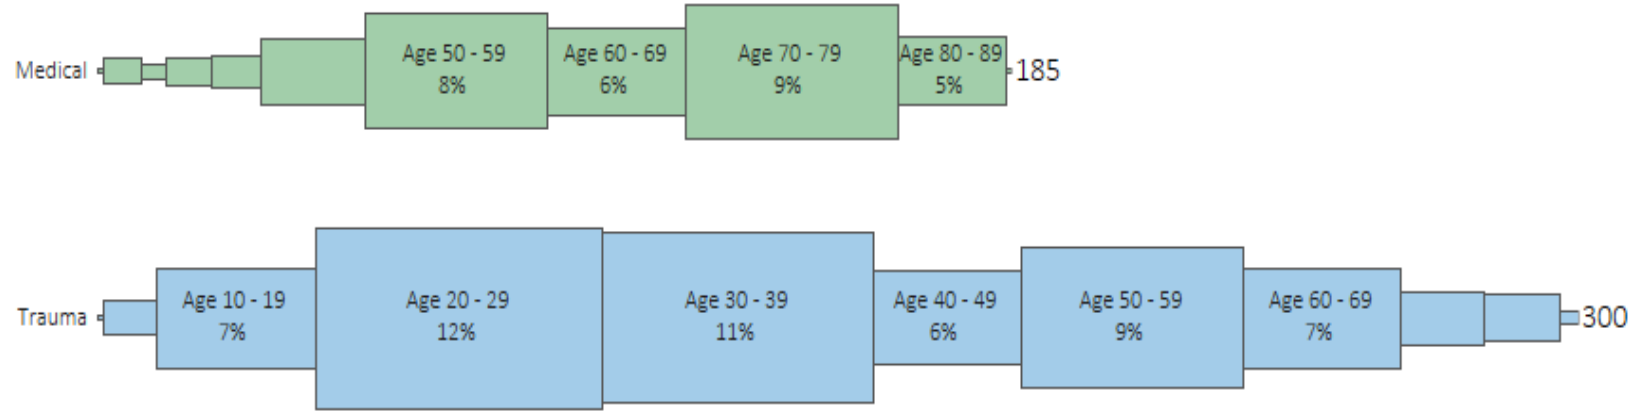 Medical
Age 50 - 59
8%
Age 60 - 69
6%
Age 70 - 79
9%
Age 80 - 89
5%
185
Trauma
Age 10 - 19
7%
Age 20 - 29
12%
Age 30 - 39
11%
Age 40 - 49
6%
Age 50 - 59
9%
Age 60 - 69
7%
300